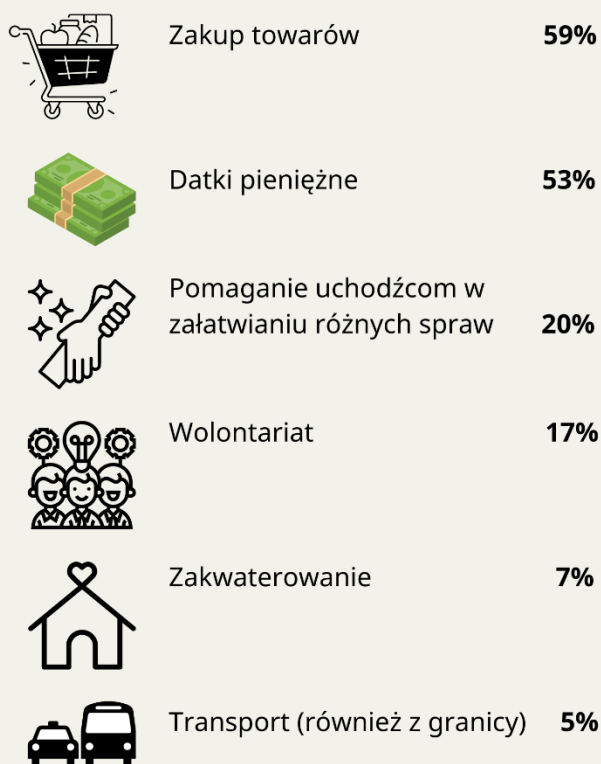 Zakup towarów 59%
Datki pieniężne 53%
Pomaganie uchodźcom w
załatwianiu różnych spraw 20%
Wolontariat 17%
Zakwaterowanie 7%
Transport (również z granicy) 5%